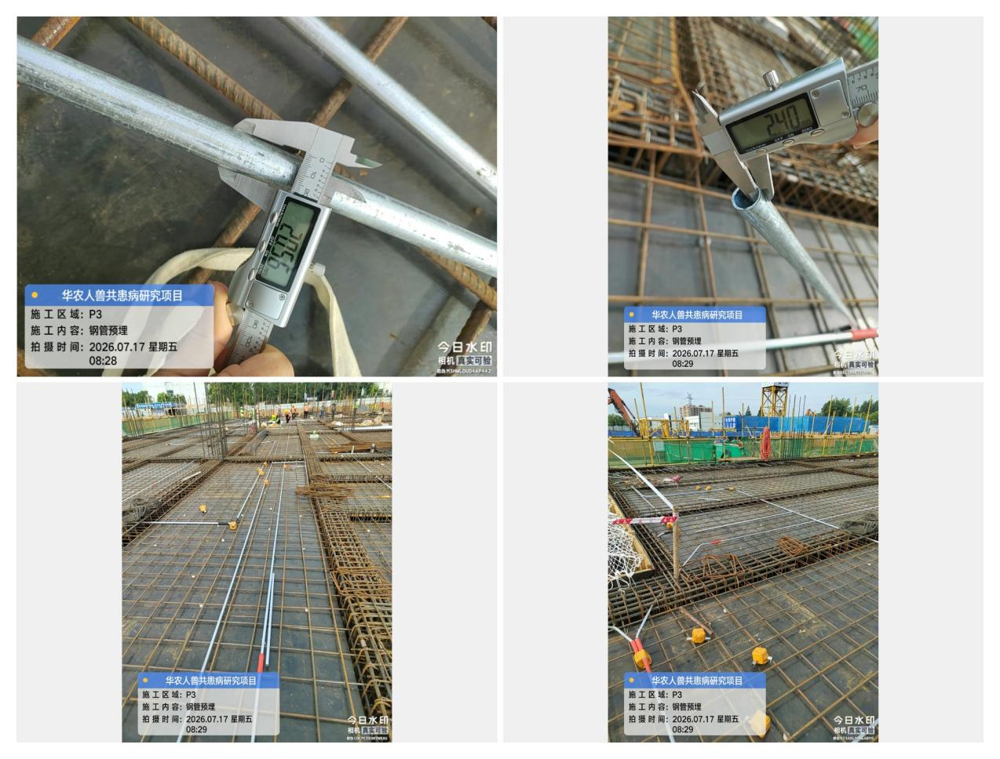 华农人兽共患病研究项目
施工区域：P3
施工内容：钢管预埋
拍摄时间：2026.07.17 星期五
08:28
今日水印
相机 真实可验
20.56
华农人兽共患病研究项目
施工区域：P3
施工内容：钢管预埋
拍摄时间：2026.07.17 星期五
08:29
今日水印
相机 真实可验
70
OFF
ON
华农人兽共患病研究项目
施工区域：P3
施工内容：钢管预埋
拍摄时间：2026.07.17 星期五
08:29
今日水印
相机 真实可验
华农人兽共患病研究项目
施工区域：P3
施工内容：钢管预埋
拍摄时间：2026.07.17 星期五
08:29
今日水印
相机 真实可验